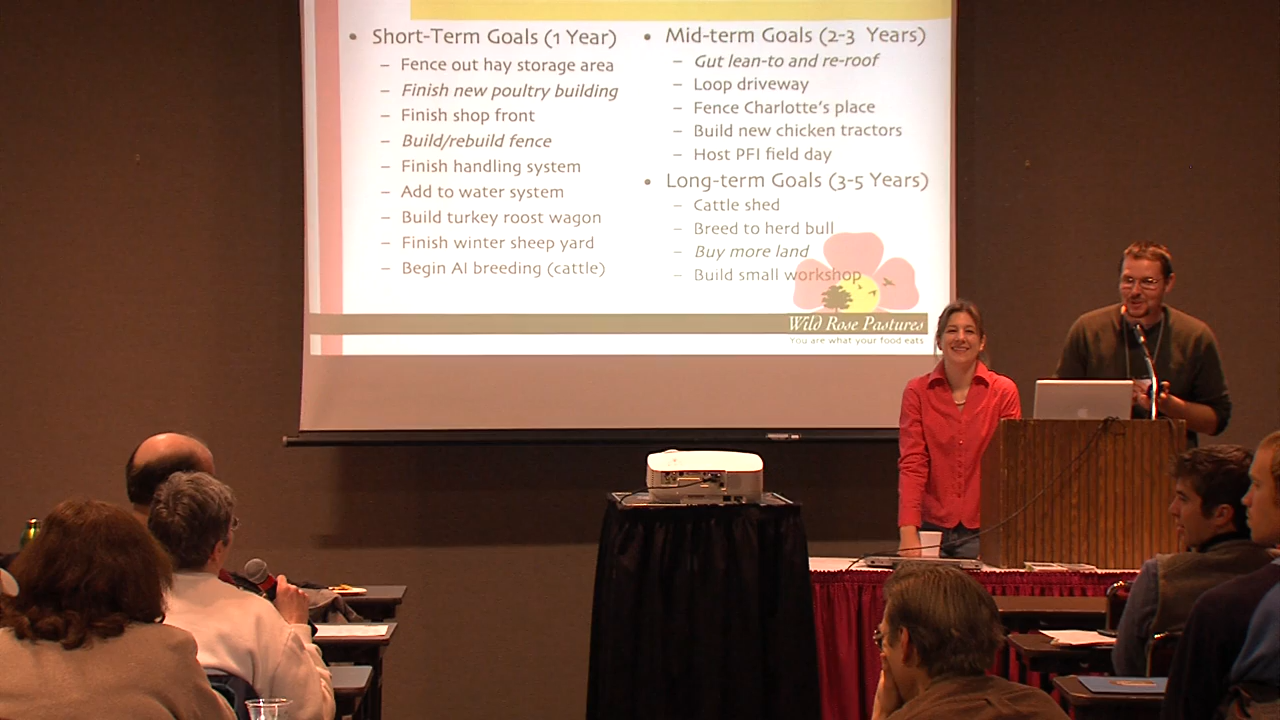 • Short-Term Goals (1 Year)
– Fence out hay storage area
– Finish new poultry building
– Finish shop front
– Build/rebuild fence
– Finish handling system
– Add to water system
– Build turkey roost wagon
– Finish winter sheep yard
– Begin AI breeding (cattle)
• Mid-term Goals (2-3 Years)
– Gut lean-to and re-roof
– Loop driveway
– Fence Charlotte's place
– Build new chicken tractors
– Host PFI field day
• Long-term Goals (3-5 Years)
– Cattle shed
– Breed to herd bull
– Buy more land
– Build small workshop
Wild Rose Pastures
You are what your food eats